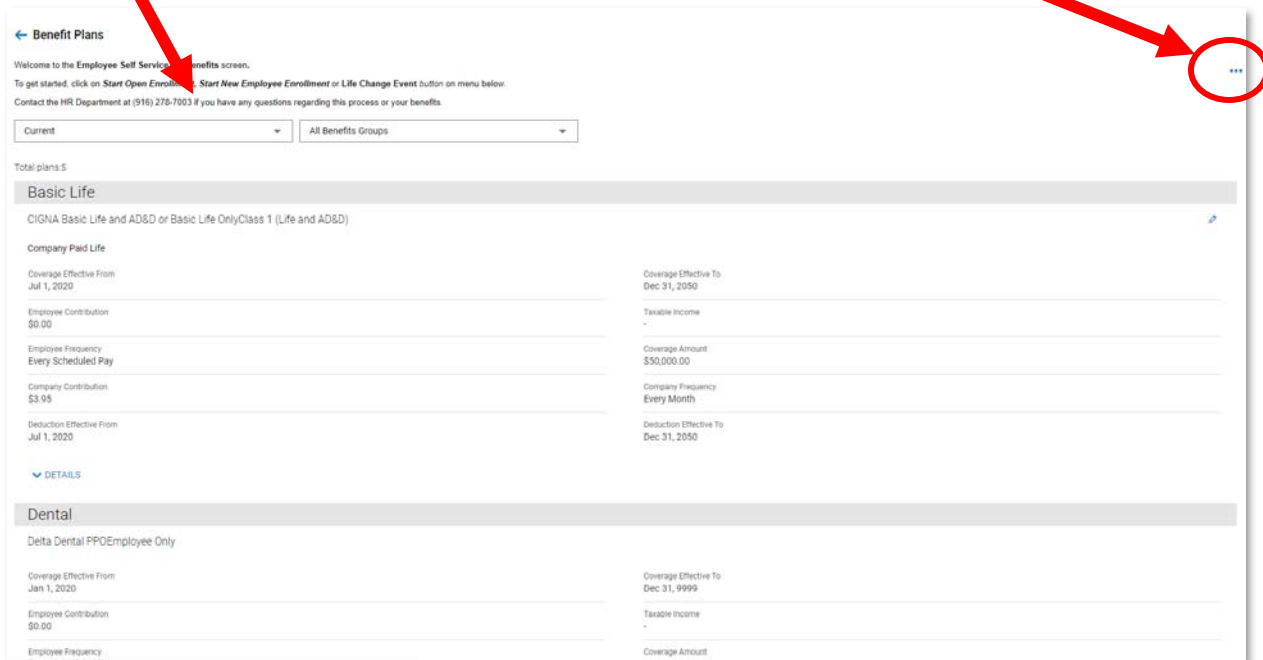 Benefit Plans
Welcome to the Employee Self Service enefits screen.
To get started, click on Start Open Enrollment, Start New Employee Enrollment or Life Change Event button on menu below.
Contact the HR Department at (916) 278-7003 if you have any questions regarding this process or your benefits.
Current All Benefits Groups
Total plans:5
Basic Life
CIGNA Basic Life and AD&D or Basic Life OnlyClass 1 (Life and AD&D)
Company Paid Life
Coverage Effective From Coverage Effective To
Jul 1, 2020 Dec 31, 2050
Employee Contribution Taxable Income
$0.00 -
Employee Frequency Coverage Amount
Every Scheduled Pay $50,000.00
Company Contribution Company Frequency
$3.95 Every Month
Deduction Effective From Deduction Effective To
Jul 1, 2020 Dec 31, 2050
DETAILS
Dental
Delta Dental PPOEmployee Only
Coverage Effective From Coverage Effective To
Jan 1, 2020 Dec 31, 9999
Employee Contribution Taxable Income
$0.00 -
Employee Frequency Coverage Amount